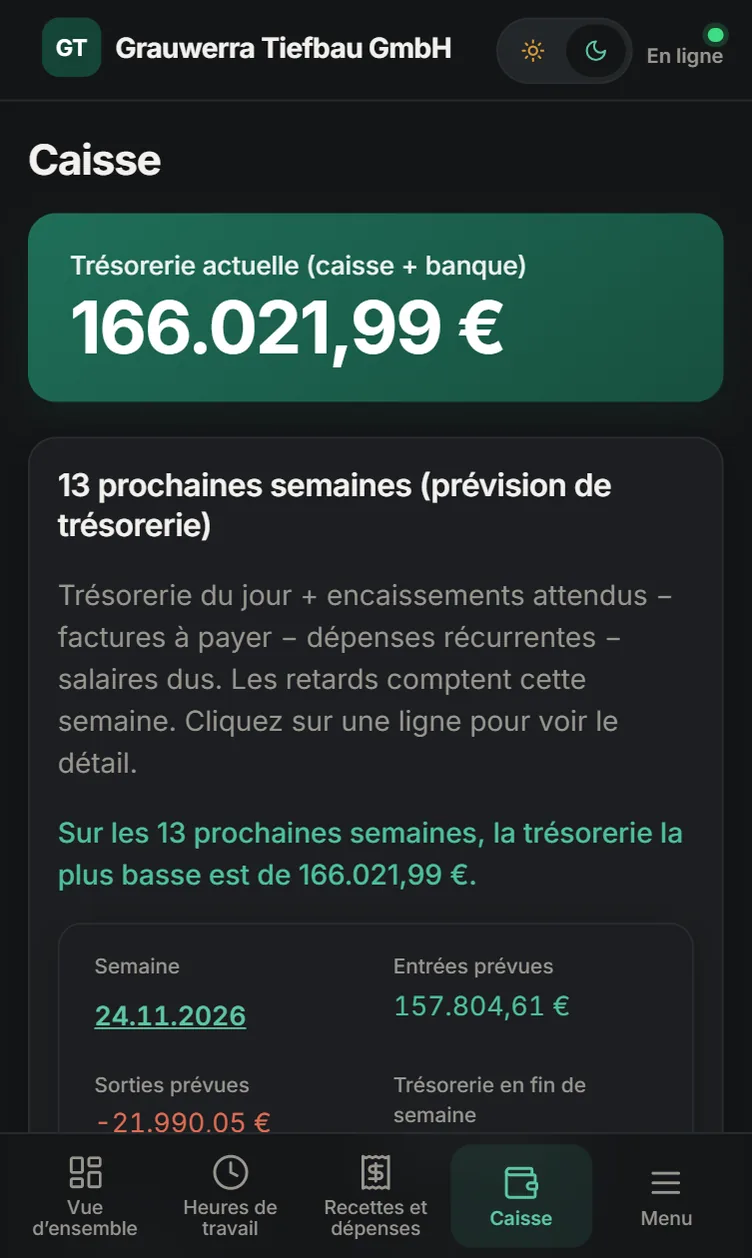 GT
Grauwerra Tiefbau GmbH
En ligne
Caisse
Trésorerie actuelle (caisse + banque)
166.021,99 €
13 prochaines semaines (prévision de
trésorerie)
Trésorerie du jour + encaissements attendus −
factures à payer − dépenses récurrentes −
salaires dus. Les retards comptent cette
semaine. Cliquez sur une ligne pour voir le
détail.
Sur les 13 prochaines semaines, la trésorerie la
plus basse est de 166.021,99 €.
Semaine
24.11.2026
Entrées prévues
157.804,61 €
Sorties prévues
-21.990,05 €
Trésorerie en fin de
semaine
Vue
d’ensemble
Heures de
travail
Recettes et
dépenses
Caisse
Menu